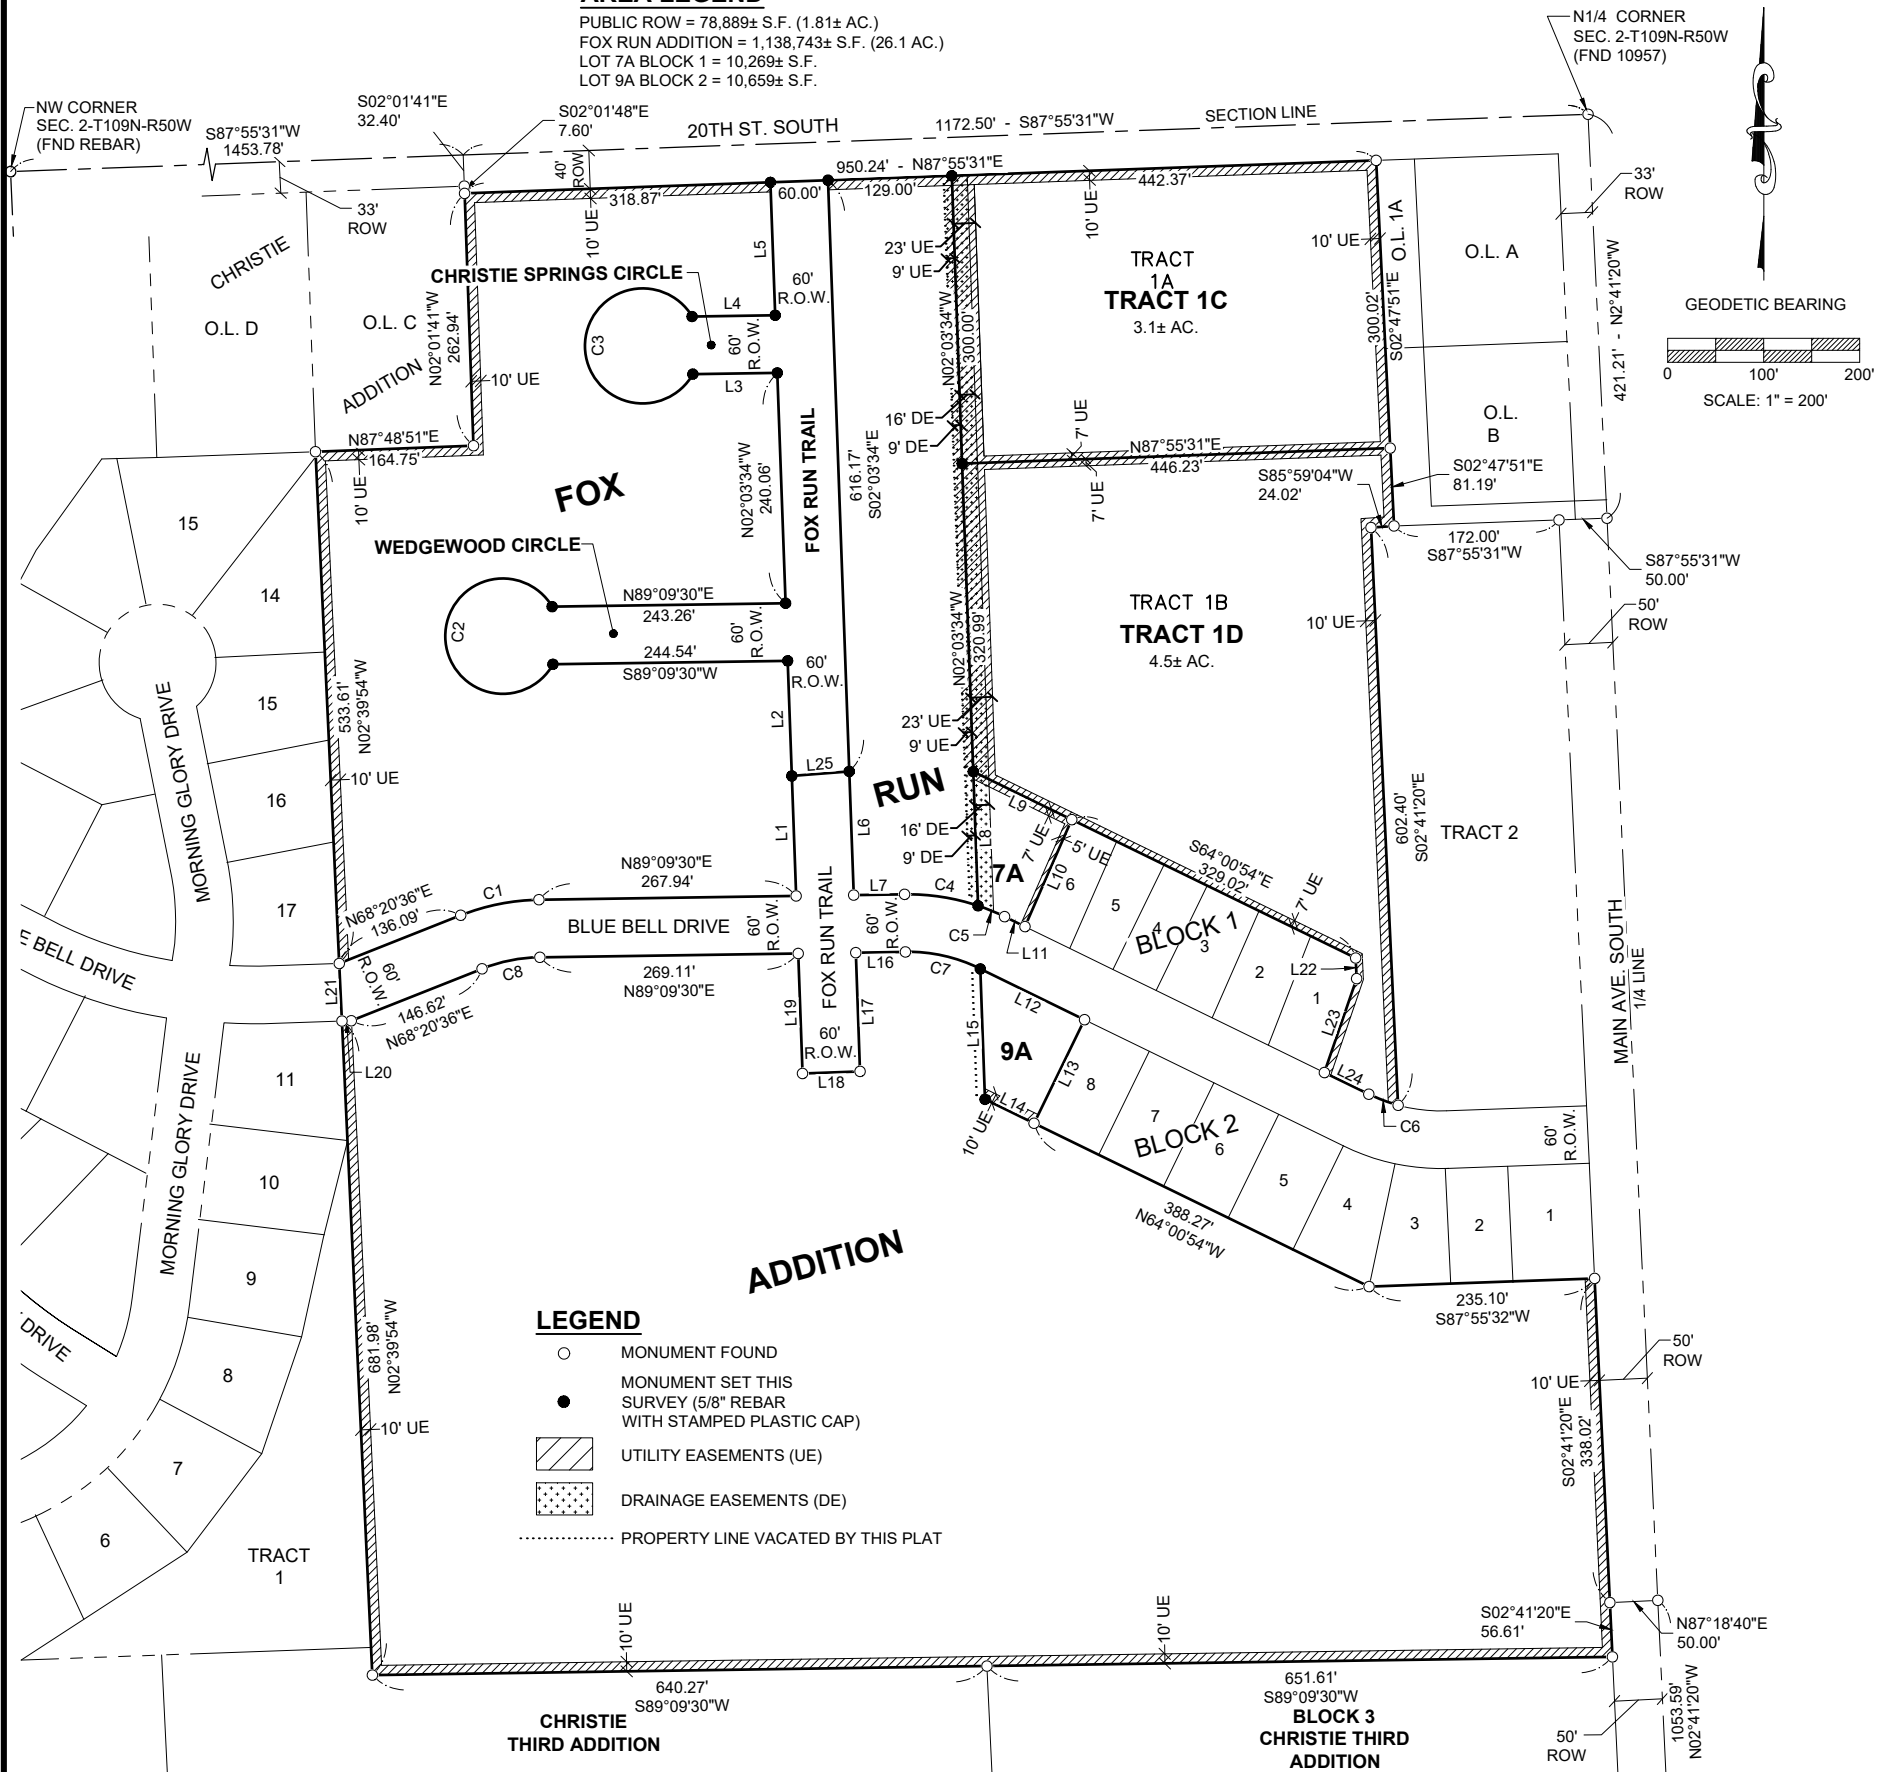 AREA LEGEND
PUBLIC ROW = 78,889± S.F. (1.81± AC.)
FOX RUN ADDITION = 1,138,743± S.F. (26.1 AC.)
LOT 7A BLOCK 1 = 10,269± S.F.
LOT 9A BLOCK 2 = 10,659± S.F.
N1/4 CORNER
SEC. 2-T109N-R50W
(FND 10957)
NW CORNER
SEC. 2-T109N-R50W
(FND REBAR)
S87°55'31"W
1453.78'
S02°01'41"E
32.40'
S02°01'48"E
7.60'
20TH ST. SOUTH
1172.50' - S87°55'31"W
SECTION LINE
40'
ROW
950.24' - N87°55'31"E
318.87'
60.00'
129.00'
442.37'
33'
ROW
33'
ROW
10' UE
10' UE
CHRISTIE
ADDITION
O.L. D
O.L. C
N02°01'41"W
262.94'
10' UE
N87°48'51"E
164.75'
10' UE
CHRISTIE SPRINGS CIRCLE
L5
L4
C3
L3
60'
R.O.W.
60'
R.O.W.
FOX RUN TRAIL
616.17'
S02°03'34"E
N02°03'34"W
240.06'
23' UE
9' UE
N02°03'34"W
300.00'
16' DE
9' DE
TRACT
1A
TRACT 1C
3.1± AC.
10' UE
O.L. 1A
300.02'
S02°47'51"E
O.L. A
O.L.
B
421.21' - N2°41'20"W
GEODETIC BEARING
0
100'
200'
SCALE: 1" = 200'
7' UE
7' UE
N87°55'31"E
446.23'
S85°59'04"W
24.02'
S02°47'51"E
81.19'
172.00'
S87°55'31"W
S87°55'31"W
50.00'
50'
ROW
FOX
WEDGEWOOD CIRCLE
N89°09'30"E
243.26'
C2
60'
R.O.W.
244.54'
S89°09'30"W
60'
R.O.W.
L2
L25
N02°03'34"W
320.99'
TRACT 1B
TRACT 1D
4.5± AC.
10' UE
602.40'
S02°41'20"E
TRACT 2
23' UE
9' UE
RUN
16' DE
9' DE
15
14
15
16
17
MORNING GLORY DRIVE
533.61'
N02°39'54"W
10' UE
L1
L6
L8
L9
7' UE
5' UE
7A
L10
6
5
4
3
2
1
BLOCK 1
S64°00'54"E
329.02'
7' UE
L22
L23
L24
C6
N68°20'36"E
136.09'
C1
N89°09'30"E
267.94'
BLUE BELL DRIVE
60'
R.O.W.
FOX RUN TRAIL
L7
C4
60'
R.O.W.
C5
L11
E BELL DRIVE
L21
60'
R.O.W.
146.62'
N68°20'36"E
C8
269.11'
N89°09'30"E
L16
C7
L19
L17
60'
R.O.W.
L18
L20
L12
L15
9A
L13
L14
10' UE
8
7
6
5
4
3
2
1
BLOCK 2
60'
R.O.W.
MAIN AVE. SOUTH
1/4 LINE
388.27'
N64°00'54"W
235.10'
S87°55'32"W
MORNING GLORY DRIVE
11
10
9
8
7
6
DRIVE
TRACT
1
681.98'
N02°39'54"W
10' UE
ADDITION
LEGEND
MONUMENT FOUND
MONUMENT SET THIS
SURVEY (5/8" REBAR
WITH STAMPED PLASTIC CAP)
UTILITY EASEMENTS (UE)
DRAINAGE EASEMENTS (DE)
PROPERTY LINE VACATED BY THIS PLAT
50'
ROW
10' UE
S02°41'20"E
338.02'
S02°41'20"E
56.61'
N87°18'40"E
50.00'
10' UE
10' UE
640.27'
S89°09'30"W
651.61'
S89°09'30"W
CHRISTIE
THIRD ADDITION
BLOCK 3
CHRISTIE THIRD
ADDITION
50'
ROW
1053.59'
N02°41'20"W